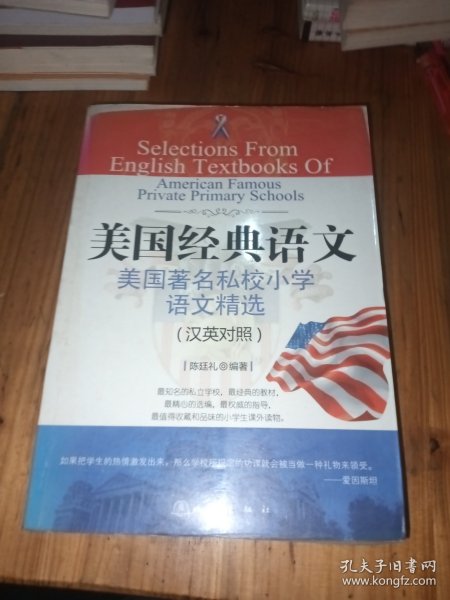 Selections From
English Textbooks Of
American Famous
Private Primary Schools
美国经典语文
美国著名私校小学
语文精选
(汉英对照)
陈廷礼◎编著
最知名的私立学校，最经典的教材，
最精心的选编，最权威的指导，
最值得收藏和品味的小学生课外读物。
如果把学生的热情激发出来，那么学校所规定的功课就会被当做一种礼物来领受。
——爱因斯坦
出版社
孔夫子旧书网
www.kongfz.com